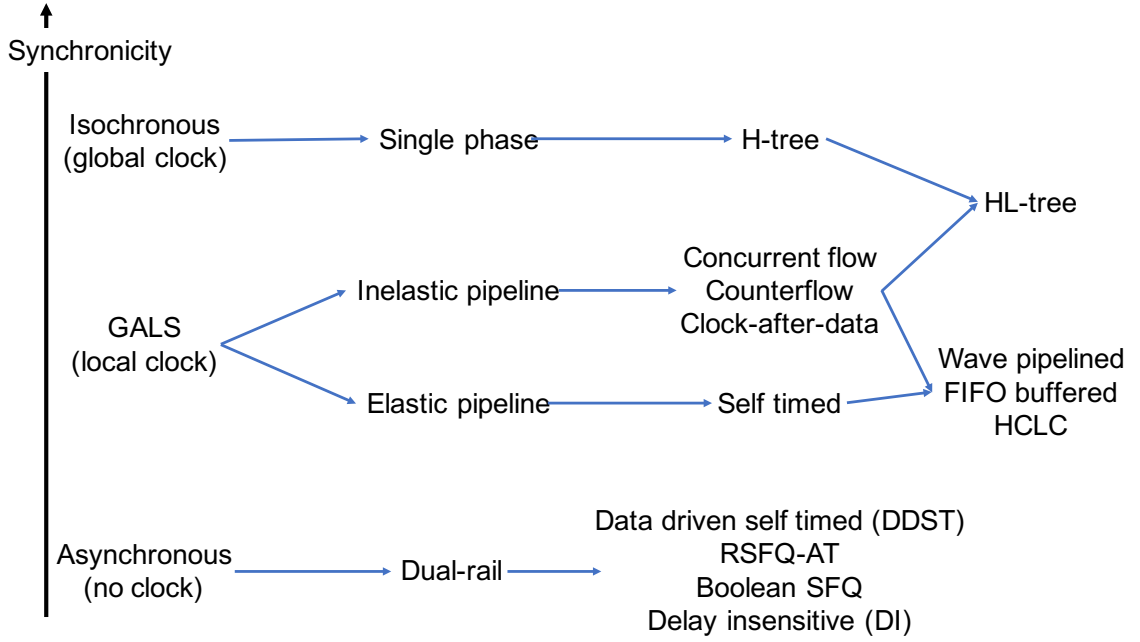 Synchronicity
Isochronous
(global clock)
Single phase
H-tree
HL-tree
GALS
(local clock)
Inelastic pipeline
Concurrent flow
Counterflow
Clock-after-data
Elastic pipeline
Self timed
Wave pipelined
FIFO buffered
HCLC
Asynchronous
(no clock)
Dual-rail
Data driven self timed (DDST)
RSFQ-AT
Boolean SFQ
Delay insensitive (DI)